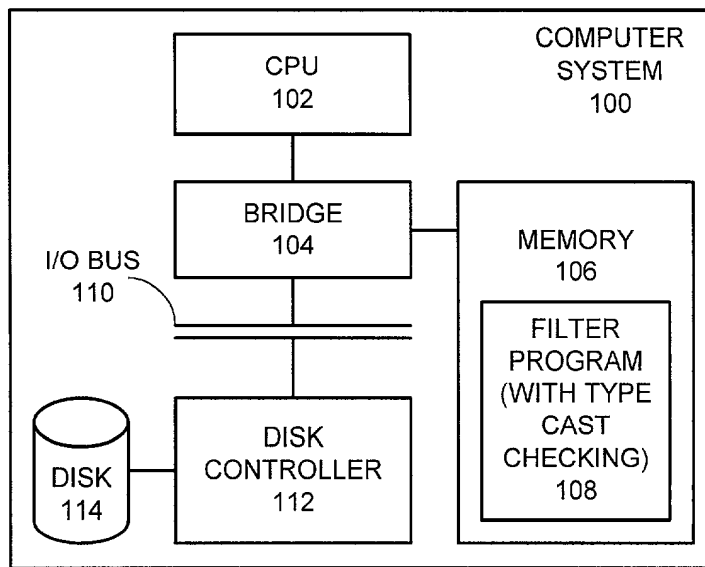 COMPUTER
SYSTEM
100
CPU
102
BRIDGE
104
I/O BUS
110
MEMORY
106
FILTER
PROGRAM
(WITH TYPE
CAST
CHECKING)
108
DISK
CONTROLLER
112
DISK
114